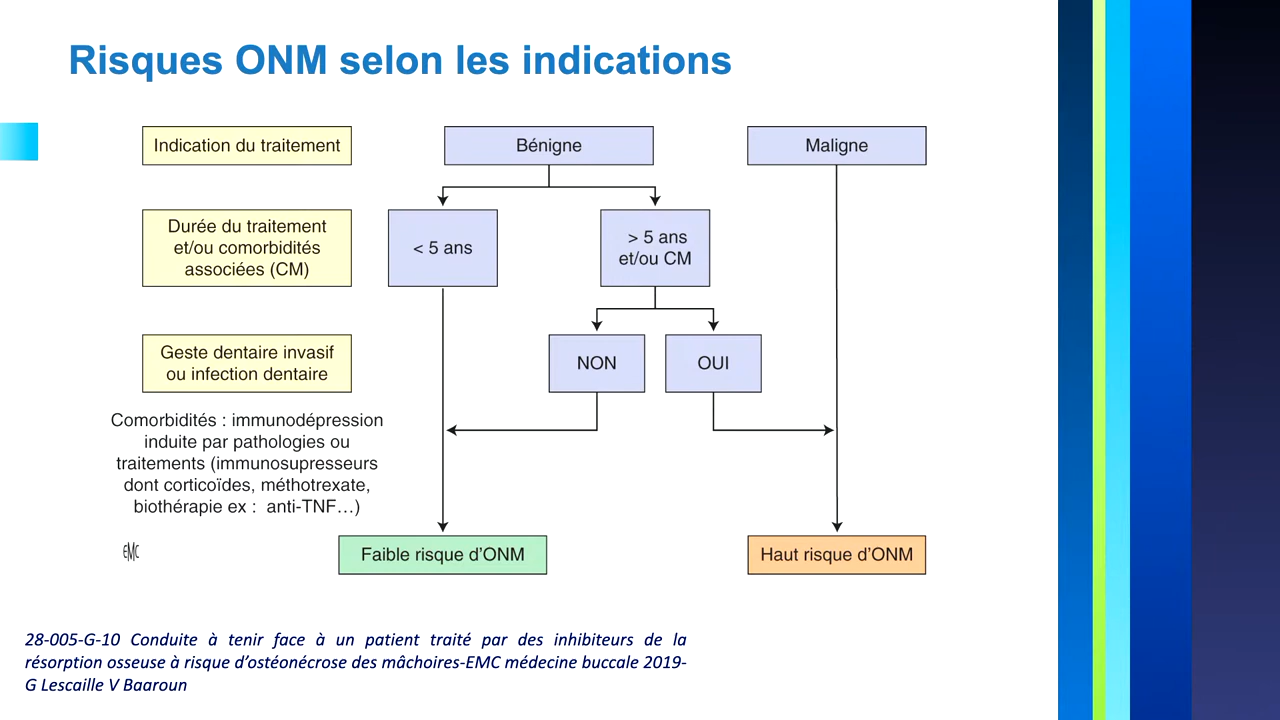 Risques ONM selon les indications
Indication du traitement
Bénigne
Maligne
Durée du traitement
et/ou comorbidités
associées (CM)
< 5 ans
> 5 ans
et/ou CM
Geste dentaire invasif
ou infection dentaire
NON
OUI
Comorbidités : immunodépression
induite par pathologies ou
traitements (immunosupresseurs
dont corticoïdes, méthotrexate,
biothérapie ex : anti-TNF…)
EMC
Faible risque d’ONM
Haut risque d’ONM
28-005-G-10 Conduite à tenir face à un patient traité par des inhibiteurs de la
résorption osseuse à risque d’ostéonécrose des mâchoires-EMC médecine buccale 2019-
G Lescaille V Baaroun